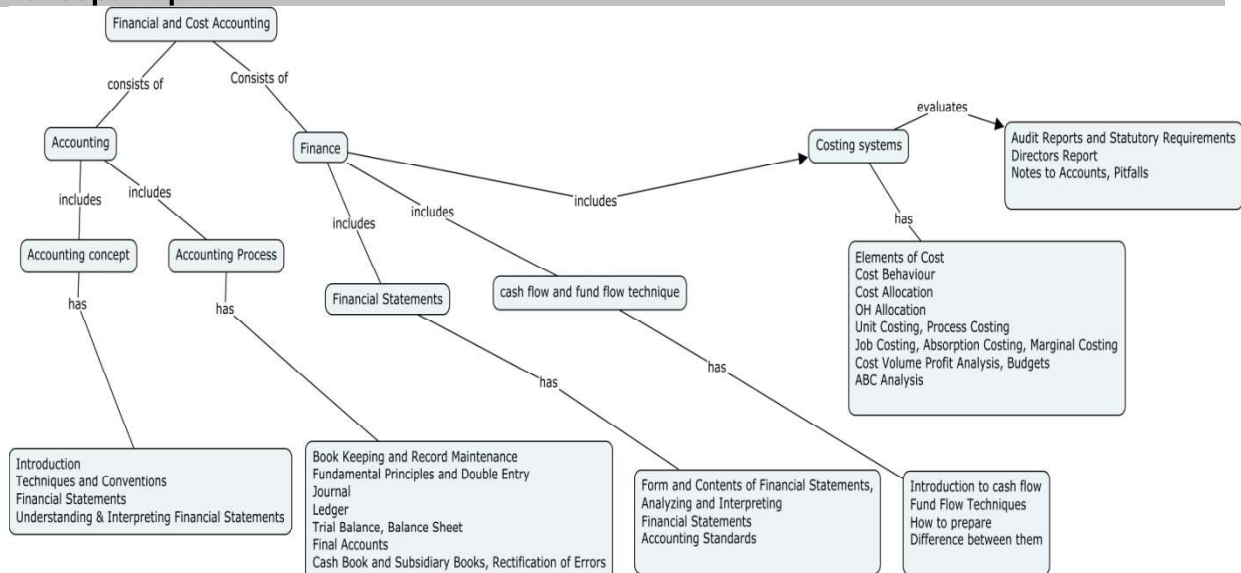 Financial and Cost Accounting
consists of
Consists of
evaluates
Accounting
Finance
Costing systems
Audit Reports and Statutory Requirements
Directors Report
Notes to Accounts, Pitfalls
includes
includes
includes
includes
includes
has
Accounting concept
Accounting Process
Financial Statements
cash flow and fund flow technique
Elements of Cost
Cost Behaviour
Cost Allocation
OH Allocation
Unit Costing, Process Costing
Job Costing, Absorption Costing, Marginal Costing
Cost Volume Profit Analysis, Budgets
ABC Analysis
has
has
has
has
Introduction
Techniques and Conventions
Financial Statements
Understanding & Interpreting Financial Statements
Book Keeping and Record Maintenance
Fundamental Principles and Double Entry
Journal
Ledger
Trial Balance, Balance Sheet
Final Accounts
Cash Book and Subsidiary Books, Rectification of Errors
Form and Contents of Financial Statements,
Analyzing and Interpreting
Financial Statements
Accounting Standards
Introduction to cash flow
Fund Flow Techniques
How to prepare
Difference between them